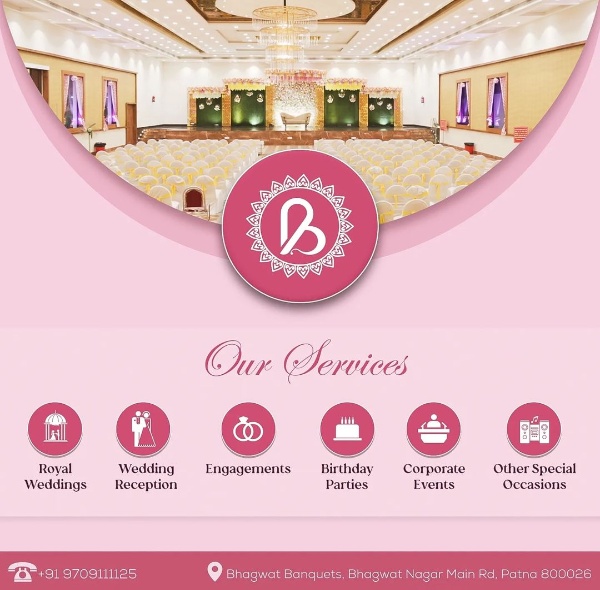 B
Our Services
Royal
Weddings
Wedding
Reception
Engagements
Birthday
Parties
Corporate
Events
Other Special
Occasions
+91 9709111125
Bhagwat Banquets, Bhagwat Nagar Main Rd, Patna 800026